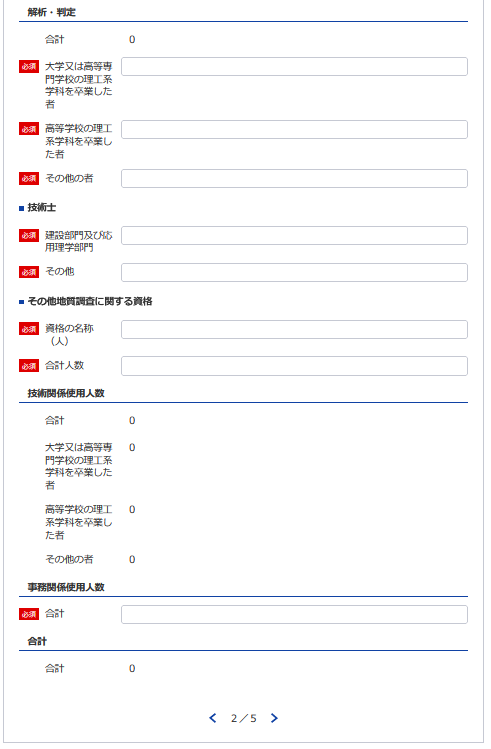 解析・判定
合計 0
必須 大学又は高等専
門学校の理工系
学科を卒業した
者
必須 高等学校の理工
系学科を卒業し
た者
必須 その他の者
技術士
必須 建設部門及び応
用理学部門
必須 その他
その他地質調査に関する資格
必須 資格の名称
（人）
必須 合計人数
技術関係使用人数
合計 0
大学又は高等専 0
門学校の理工系
学科を卒業した
者
高等学校の理工 0
系学科を卒業し
た者
その他の者 0
事務関係使用人数
必須 合計
合計
合計 0
2／5